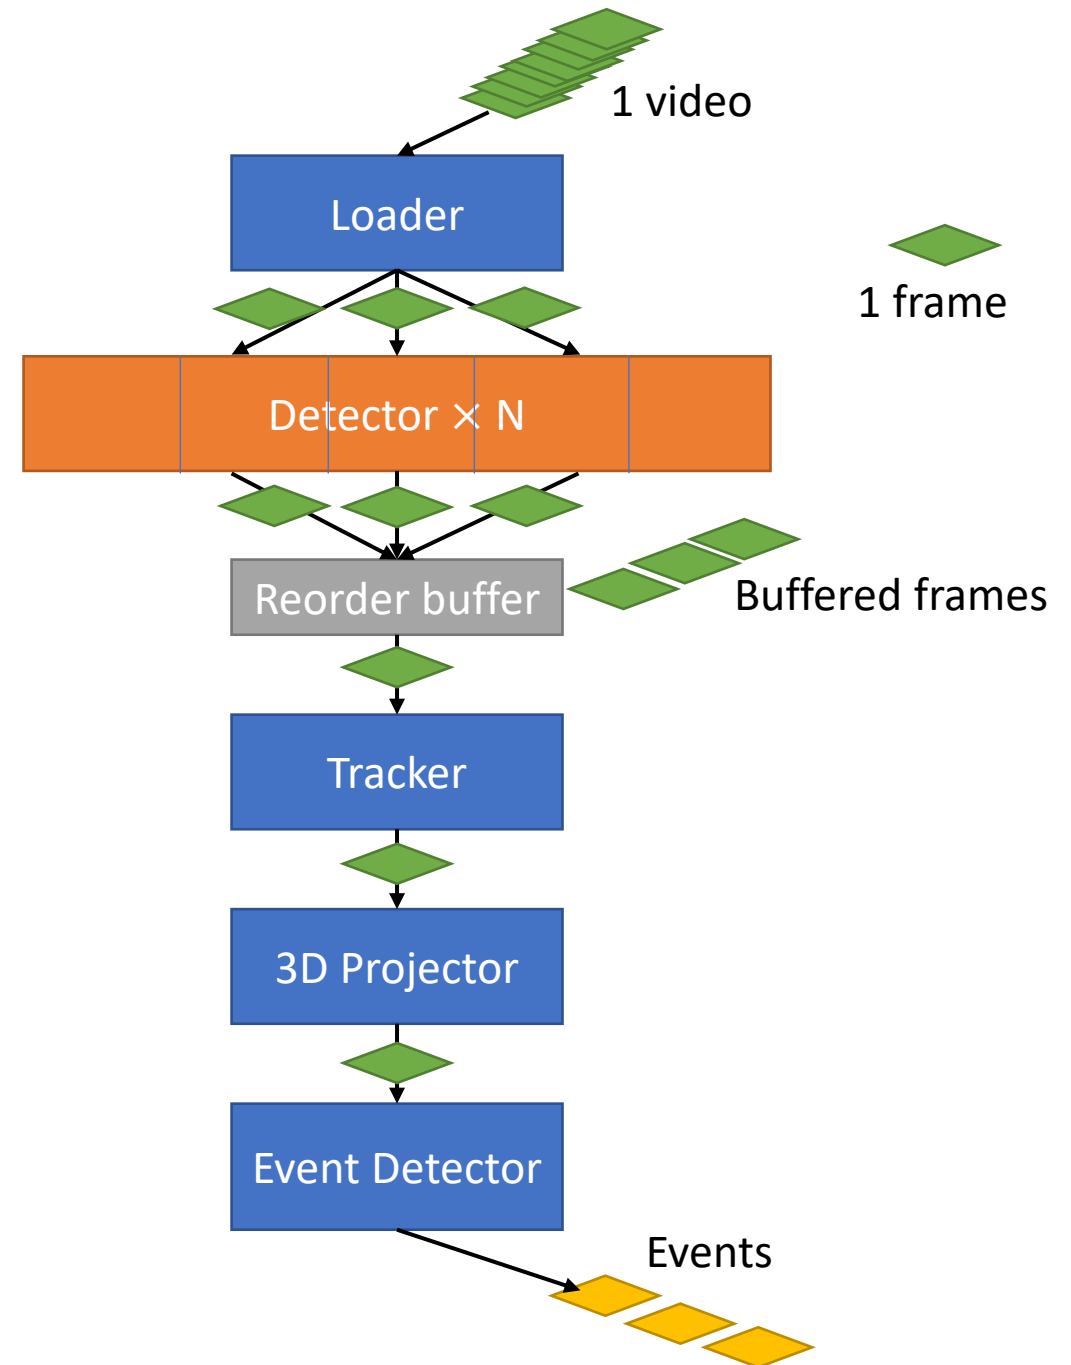 1 video
Loader
1 frame
Detector × N
Reorder buffer
Buffered frames
Tracker
3D Projector
Event Detector
Events